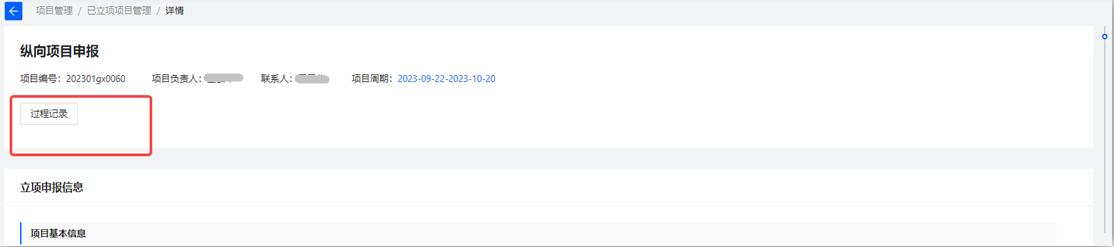 项目管理 / 已立项项目管理 / 详情
纵向项目申报
项目编号：202301gx0060 项目负责人： 联系人： 项目周期：2023-09-22-2023-10-20
过程记录
立项申报信息
项目基本信息